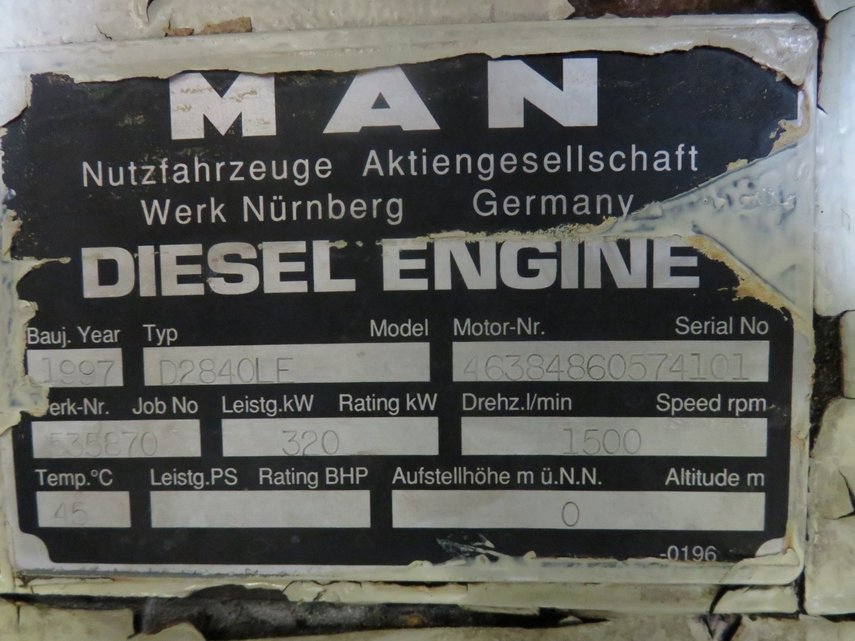 MAN
Nutzfahrzeuge Aktiengesellschaft
Werk Nürnberg Germany
DIESEL ENGINE
Bauj. Year Typ Model Motor-Nr. Serial No
1997 D2840LE 46384860574101
erk-Nr. Job No Leistg.kW Rating kW Drehz.l/min Speed rpm
535870 320 1500
Temp.°C Leistg.PS Rating BHP Aufstellhöhe m ü.N.N. Altitude m
45 0
-0196